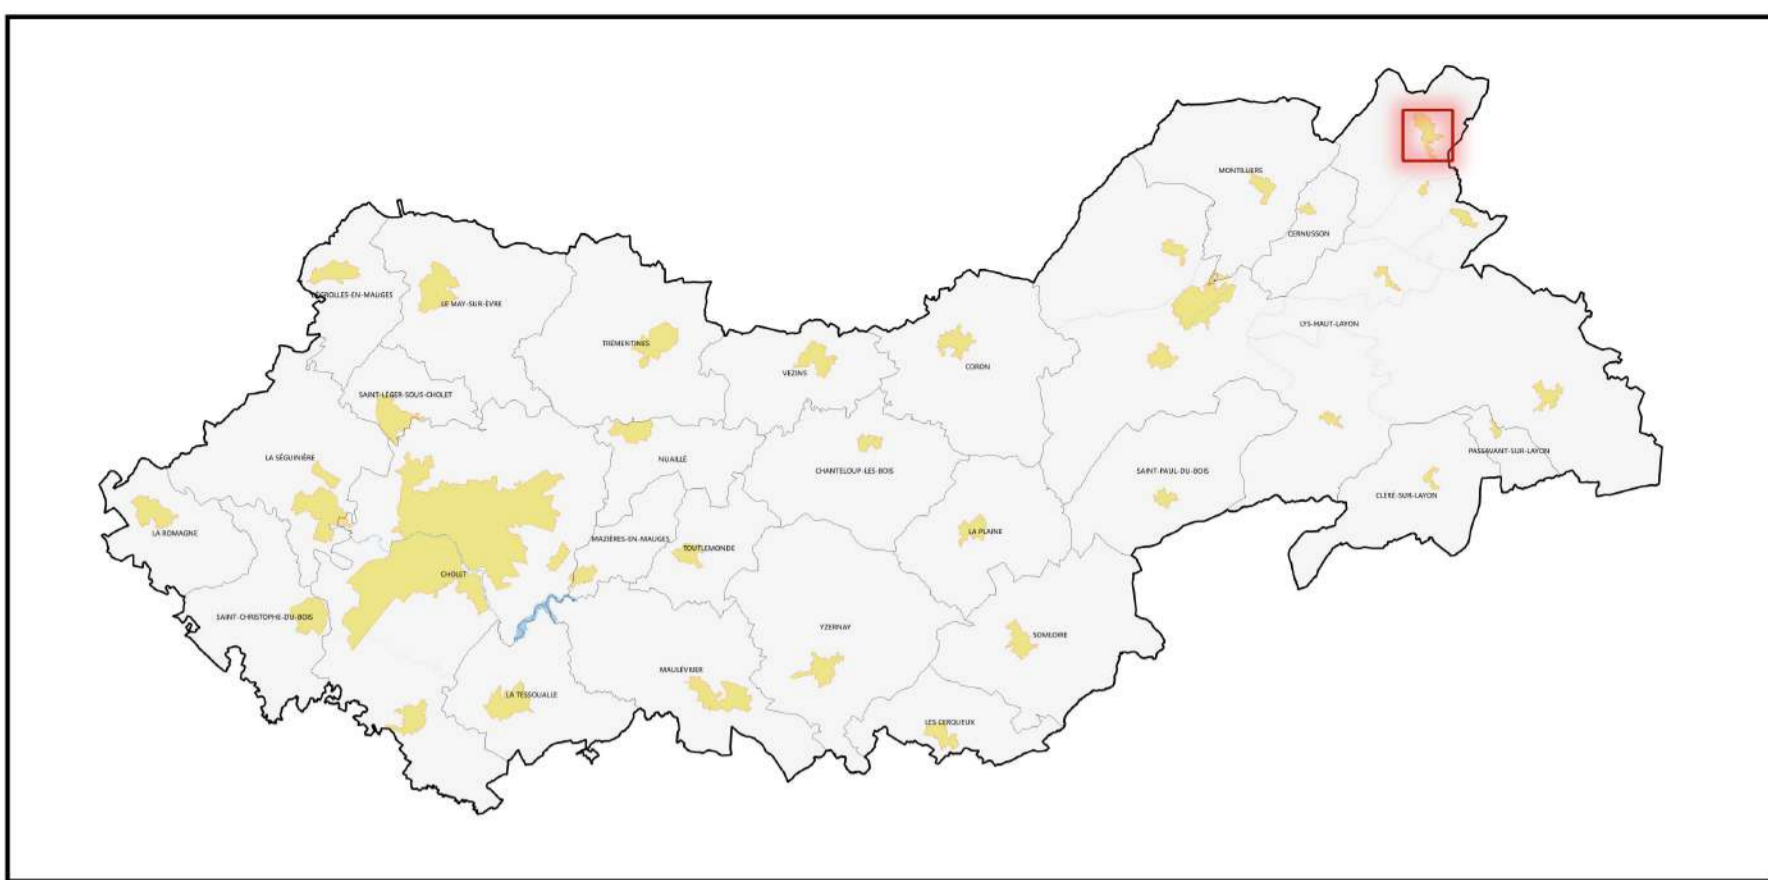 MONTILLIERS
CERNUSSON
BÉGROLLES-EN-MAUGES
LE MAY-SUR-ÈVRE
LYS-HAUT-LAYON
TRÉMENTINES
VEZINS
CORON
SAINT-LÉGER-SOUS-CHOLET
LA SÉGUINIÈRE
NUAILLÉ
CHANTELOUP-LES-BOIS
SAINT-PAUL-DU-BOIS
PASSAVANT-SUR-LAYON
CLÉRÉ-SUR-LAYON
LA ROMAGNE
LA PLAINE
MAZIÈRES-EN-MAUGES
TOUTLEMONDE
CHOLET
SAINT-CHRISTOPHE-DU-BOIS
YZERNAY
SOMLOIRE
MAULÉVRIER
LA TESSOUALLE
LES CERQUEUX